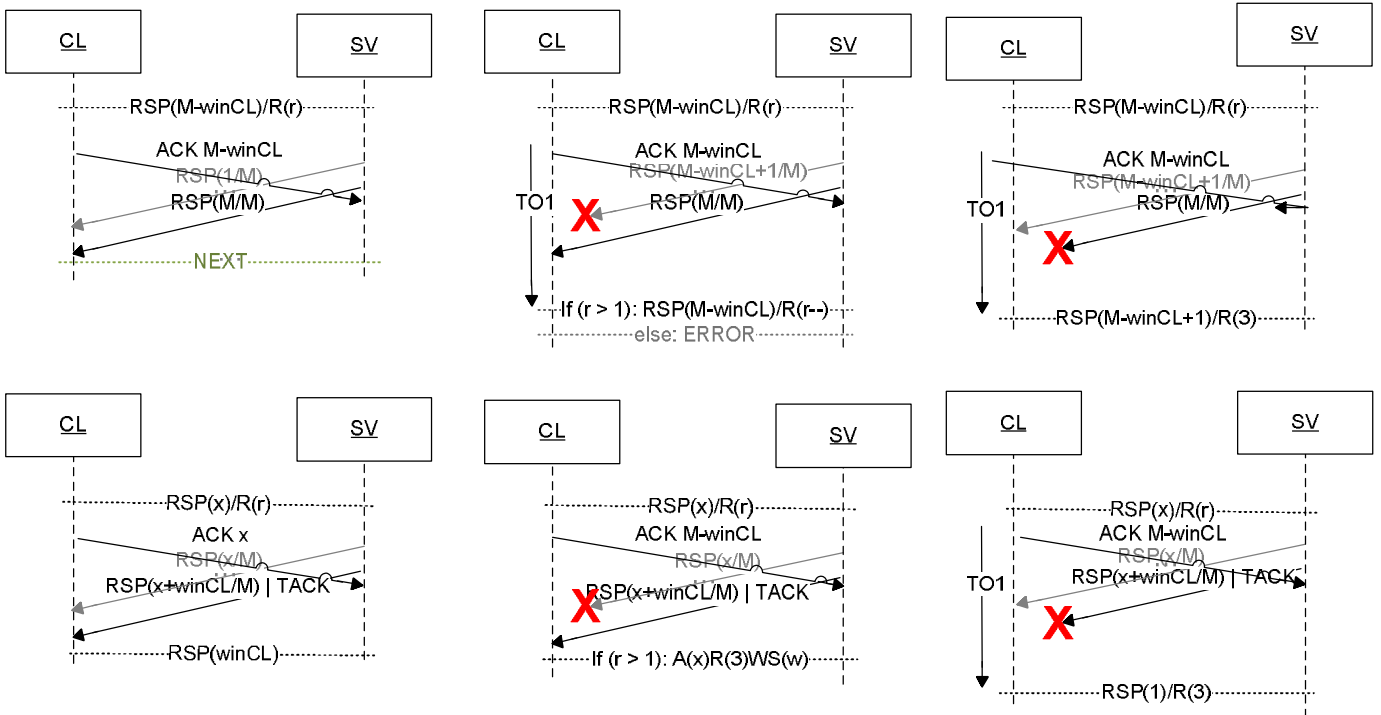 CL
SV
RSP(M-winCL)/R(r)
ACK M-winCL
RSP(1/M)
...
RSP(M/M)
NEXT
CL
SV
RSP(M-winCL)/R(r)
ACK M-winCL
RSP(M-winCL+1/M)
...
RSP(M/M)
TO1
If (r > 1): RSP(M-winCL)/R(r--)
else: ERROR
CL
SV
RSP(M-winCL)/R(r)
ACK M-winCL
RSP(M-winCL+1/M)
...
RSP(M/M)
TO1
RSP(M-winCL+1)/R(3)
CL
SV
RSP(x)/R(r)
ACK x
RSP(x/M)
...
RSP(x+winCL/M) | TACK
RSP(winCL)
CL
SV
RSP(x)/R(r)
ACK M-winCL
RSP(x/M)
...
RSP(x+winCL/M) | TACK
If (r > 1): A(x)R(3)WS(w)
CL
SV
RSP(x)/R(r)
ACK M-winCL
RSP(x/M)
...
RSP(x+winCL/M) | TACK
TO1
RSP(1)/R(3)